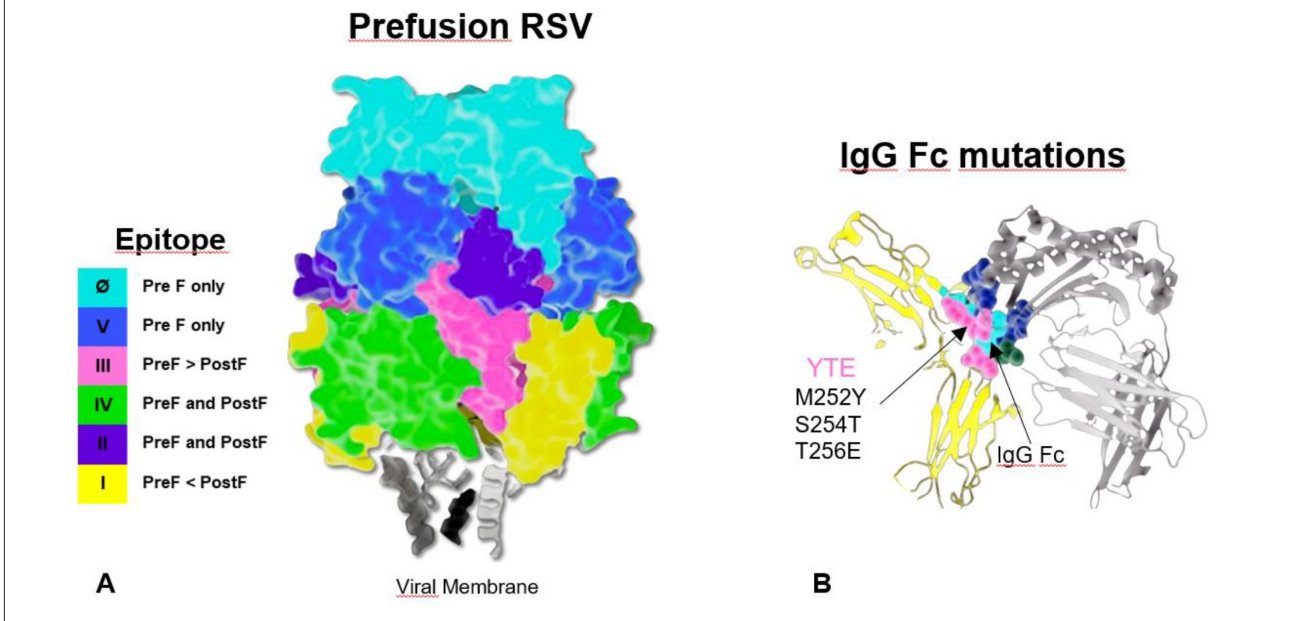 Prefusion RSV
IgG Fc mutations
Epitope
Ø Pre F only
V Pre F only
III PreF > PostF
IV PreF and PostF
II PreF and PostF
I PreF < PostF
YTE
M252Y
S254T
T256E
IgG Fc
A
Viral Membrane
B